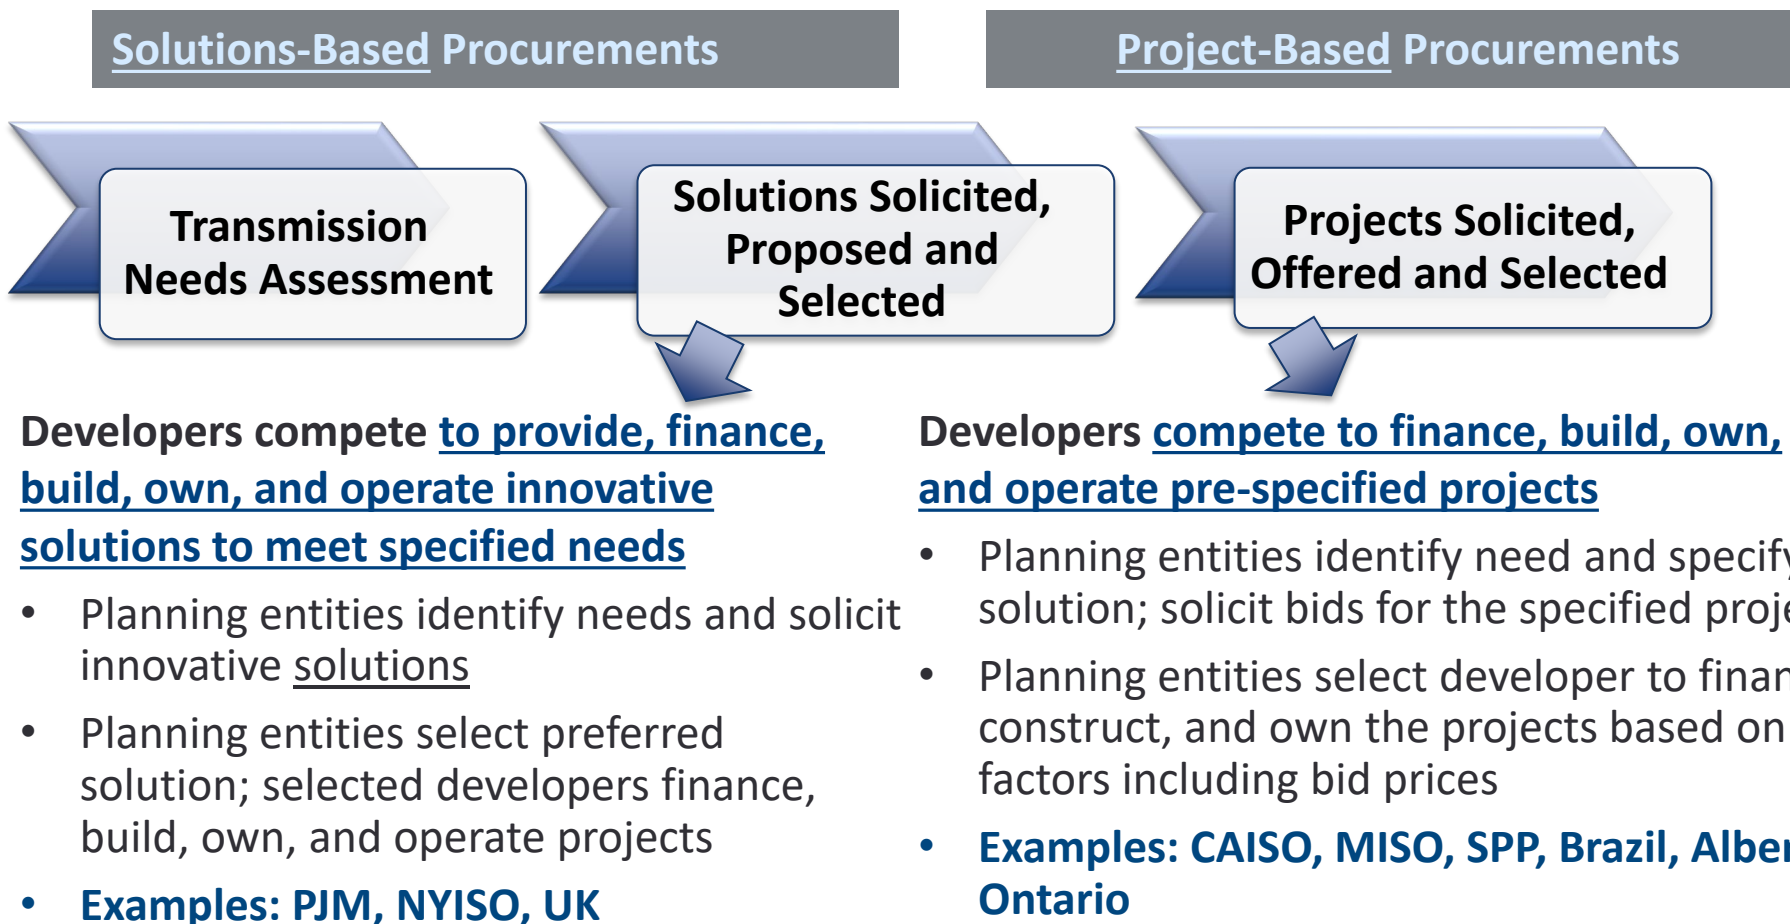 Solutions-Based Procurements
Project-Based Procurements
Transmission
Needs Assessment
Solutions Solicited,
Proposed and
Selected
Projects Solicited,
Offered and Selected
Developers compete to provide, finance,
build, own, and operate innovative
solutions to meet specified needs
• Planning entities identify needs and solicit
innovative solutions
• Planning entities select preferred
solution; selected developers finance,
build, own, and operate projects
• Examples: PJM, NYISO, UK
Developers compete to finance, build, own,
and operate pre-specified projects
• Planning entities identify need and specify
solution; solicit bids for the specified
• Planning entities select developer to
construct, and own the projects based on
factors including bid prices
• Examples: CAISO, MISO, SPP, Brazil,
Ontario